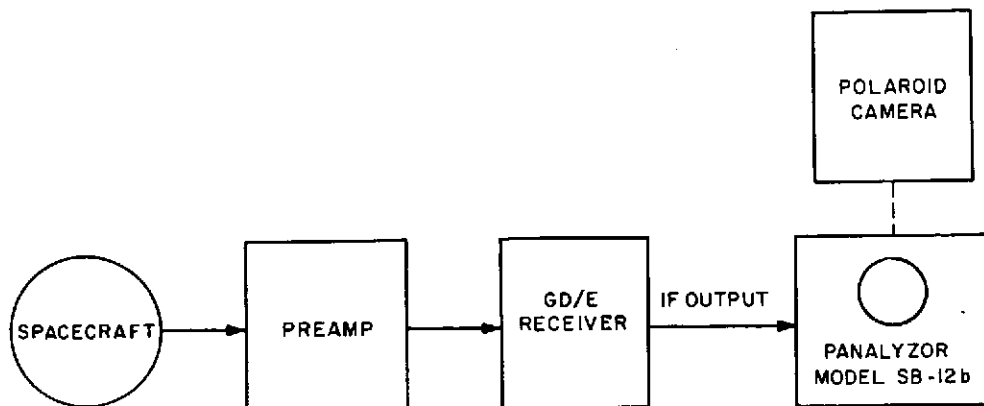 POLAROID
CAMERA
SPACECRAFT
PREAMP
GD/E
RECEIVER
IF OUTPUT
PANALYZOR
MODEL SB-12b